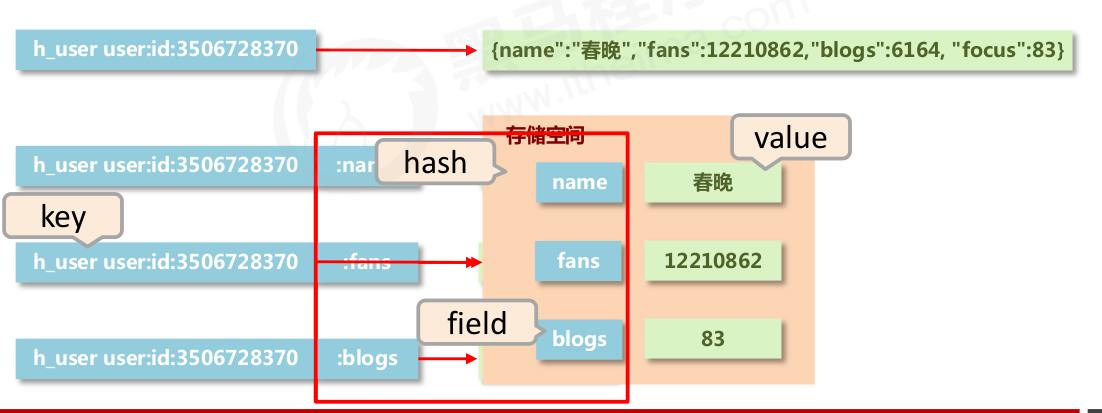 h_user user:id:3506728370
{name":"春晚","fans":12210862,"blogs":6164, "focus":83}
存储空间
value
h_user user:id:3506728370
hash
name
春晚
key
h_user user:id:3506728370 :fans
fans
12210862
field
h_user user:id:3506728370 :blogs
blogs
83